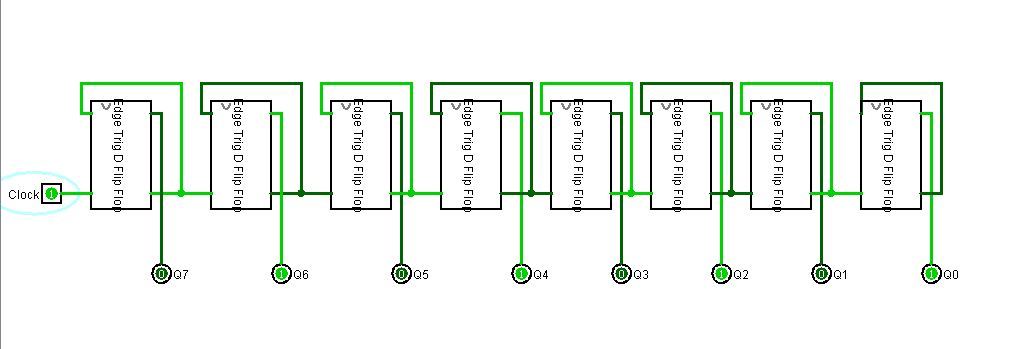 Edge Trig D Flip Flop
Edge Trig D Flip Flop
Edge Trig D Flip Flop
Edge Trig D Flip Flop
Edge Trig D Flip Flop
Edge Trig D Flip Flop
Edge Trig D Flip Flop
Edge Trig D Flip Flop
Clock 1
0 Q7
1 Q6
0 Q5
1 Q4
0 Q3
1 Q2
0 Q1
1 Q0